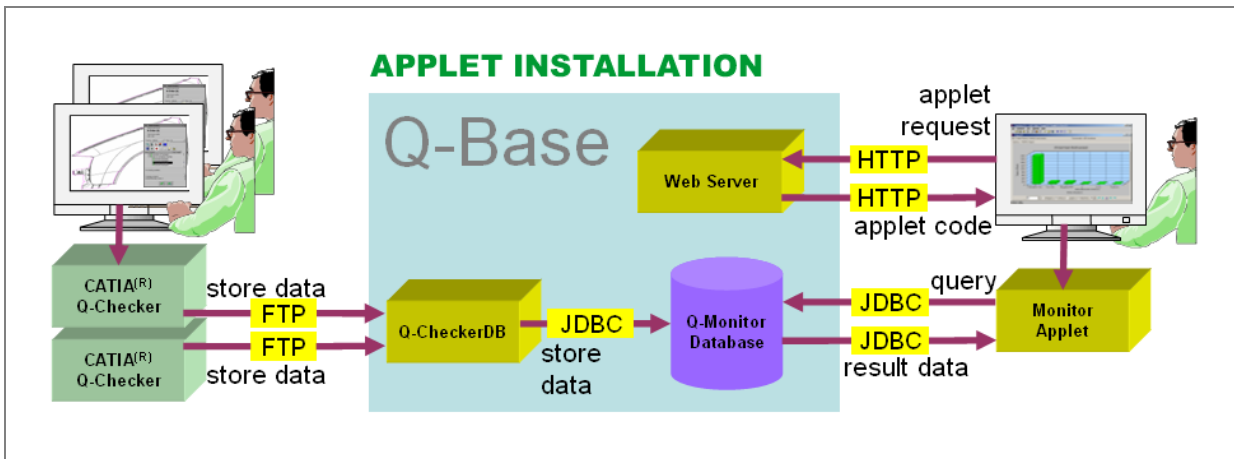 APPLET INSTALLATION
Q-Base
applet
request
HTTP
Web Server
HTTP
applet code
CATIA(R)
Q-Checker
store data
FTP
CATIA(R)
Q-Checker
FTP
store data
Q-CheckerDB
JDBC
store
data
Q-Monitor
Database
query
JDBC
JDBC
result data
Monitor
Applet